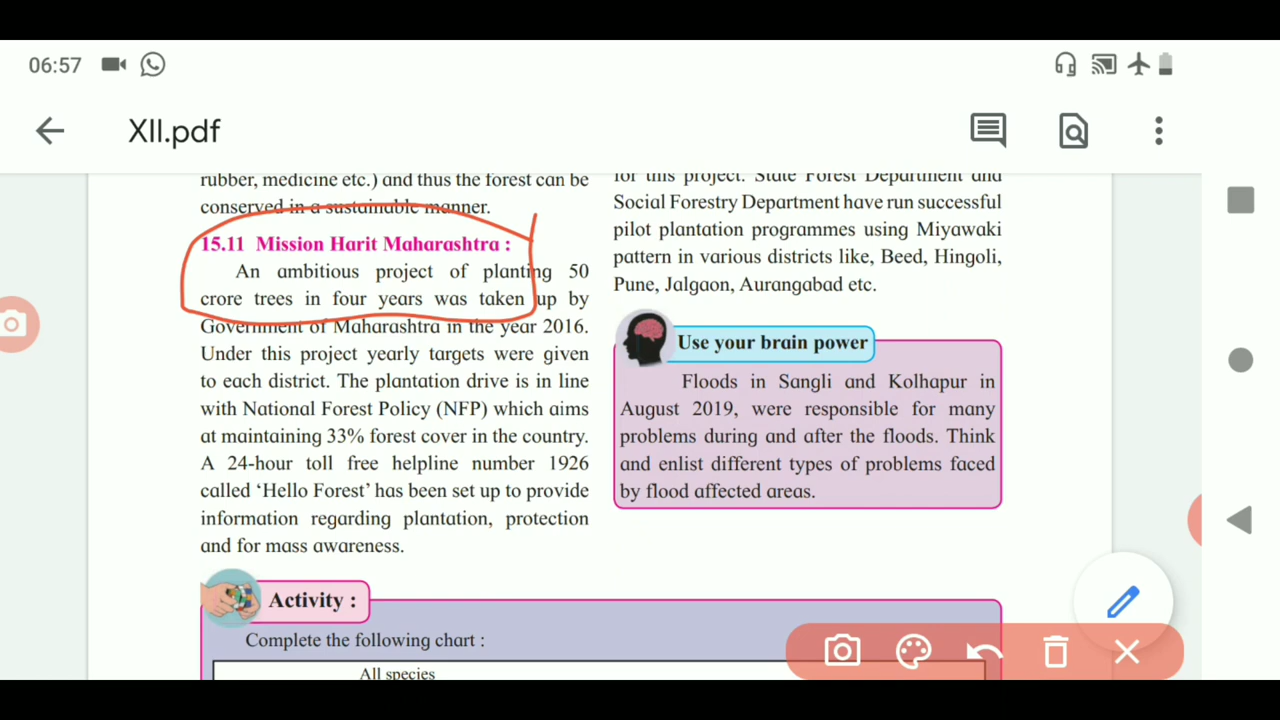 06:57
XII.pdf
rubber, medicine etc.) and thus the forest can be
conserved in a sustainable manner.
15.11 Mission Harit Maharashtra :
An ambitious project of planting 50
crore trees in four years was taken up by
Government of Maharashtra in the year 2016.
Under this project yearly targets were given
to each district. The plantation drive is in line
with National Forest Policy (NFP) which aims
at maintaining 33% forest cover in the country.
A 24-hour toll free helpline number 1926
called ‘Hello Forest’ has been set up to provide
information regarding plantation, protection
and for mass awareness.
for this project. State Forest Department and
Social Forestry Department have run successful
pilot plantation programmes using Miyawaki
pattern in various districts like, Beed, Hingoli,
Pune, Jalgaon, Aurangabad etc.
Use your brain power
Floods in Sangli and Kolhapur in
August 2019, were responsible for many
problems during and after the floods. Think
and enlist different types of problems faced
by flood affected areas.
Activity :
Complete the following chart :
All species